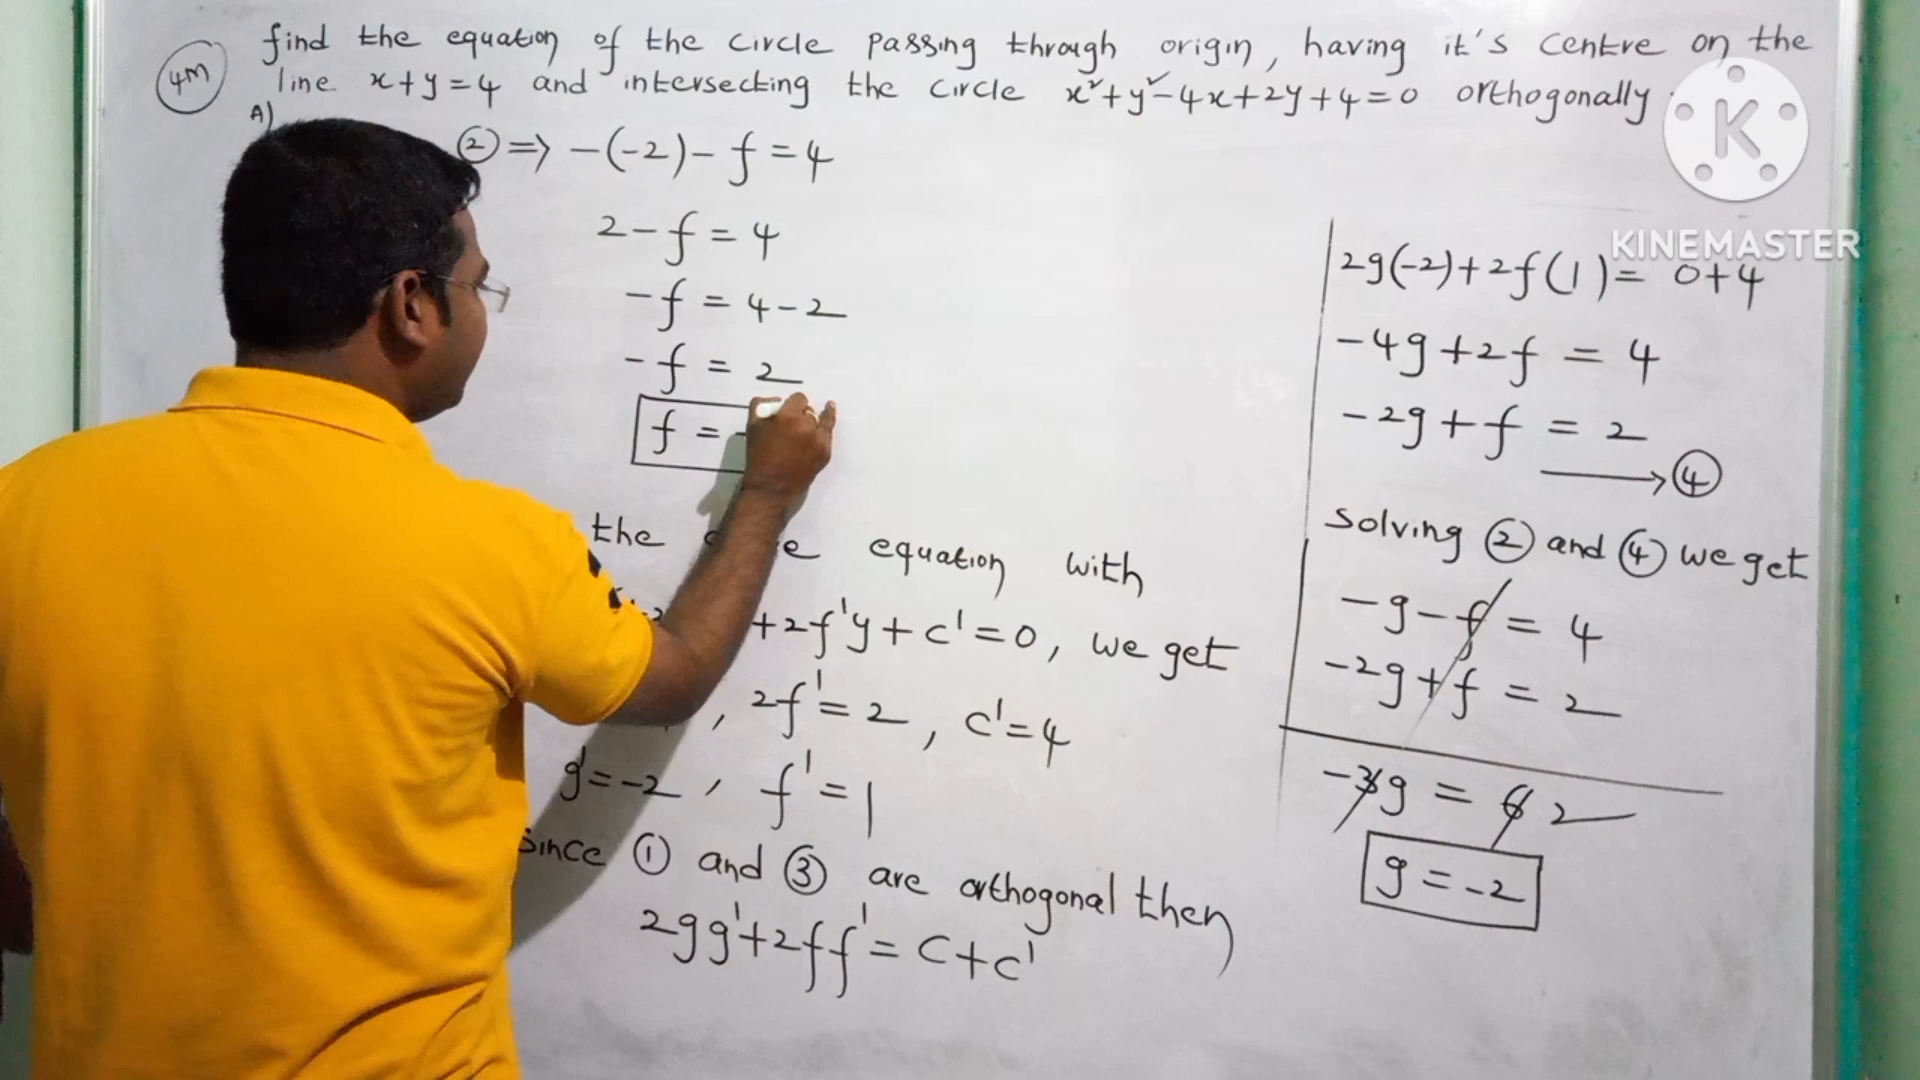 find the equation of the circle passing through origin, having it's centre on the
4M line x+y=4 and intersecting the circle x²+y²-4x+2y+4=0 orthogonally.
A)
② ⇒ -(-2)-f=4
2-f=4
-f=4-2
-f=2
f=-
the equation with
+2f'y+c'=0, we get
, 2f'=2, c'=4
g'=-2, f'=1
Since ① and ③ are orthogonal then
2gg'+2ff'=c+c'
K
KINEMASTER
2g(-2)+2f(1)= 0+4
-4g+2f = 4
-2g+f = 2
→④
Solving ② and ④ we get
-g-f=4
-2g+f=2
-3g=6 2
g=-2